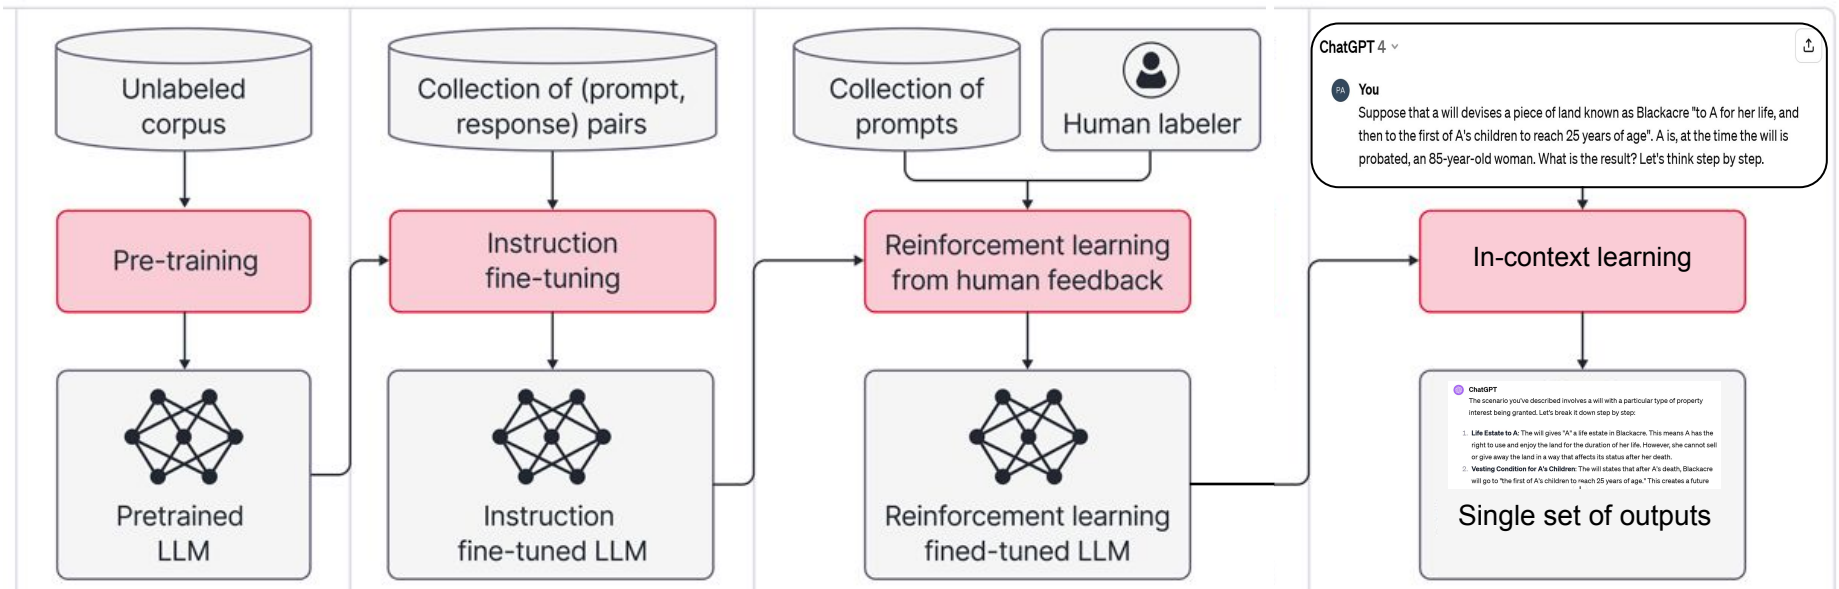 Unlabeled
corpus
Pre-training
Pretrained
LLM
Collection of (prompt,
response) pairs
Instruction
fine-tuning
Instruction
fine-tuned LLM
Collection of
prompts
Human labeler
Reinforcement learning
from human feedback
Reinforcement learning
fined-tuned LLM
ChatGPT 4
PA
You
Suppose that a will devises a piece of land known as Blackacre "to A for her life, and
then to the first of A's children to reach 25 years of age". A is, at the time the will is
probated, an 85-year-old woman. What is the result? Let's think step by step.
In-context learning
ChatGPT
The scenario you've described involves a will with a particular type of property
interest being granted. Let's break it down step by step:
1. Life Estate to A: The will gives "A" a life estate in Blackacre. This means A has the
right to use and enjoy the land for the duration of her life. However, she cannot sell
or give away the land in a way that affects its status after her death.
2. Vesting Condition for A's Children: The will states that after A's death, Blackacre
will go to "the first of A's children to reach 25 years of age." This creates a future
Single set of outputs